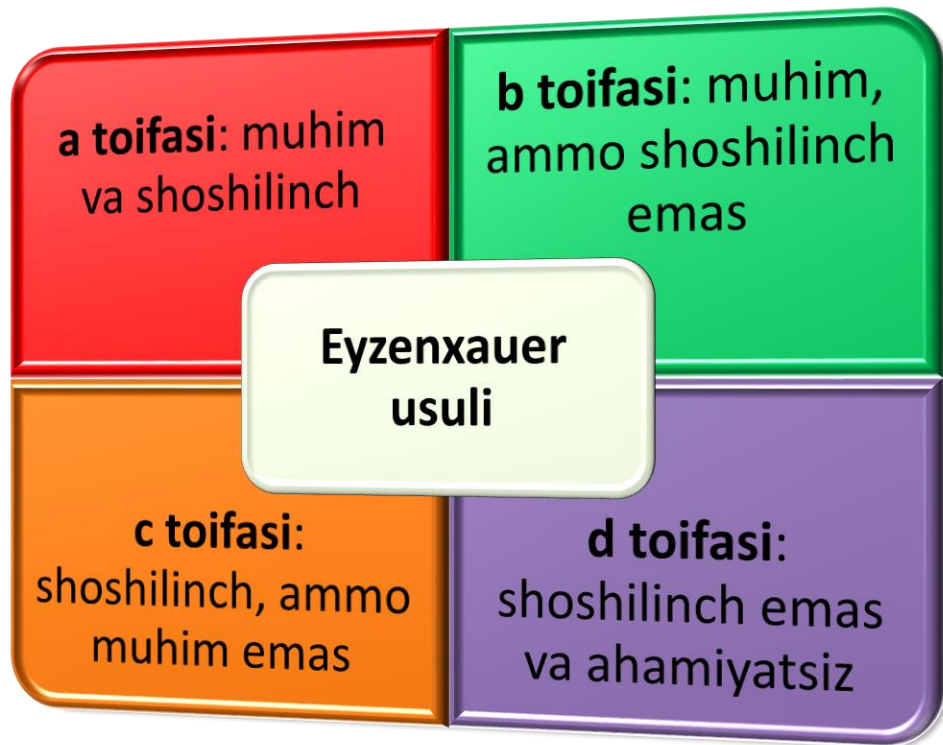 a toifasi: muhim
va shoshilinch
b toifasi: muhim,
ammo shoshilinch
emas
Eyzenxauer
usuli
c toifasi:
shoshilinch, ammo
muhim emas
d toifasi:
shoshilinch emas
va ahamiyatsiz